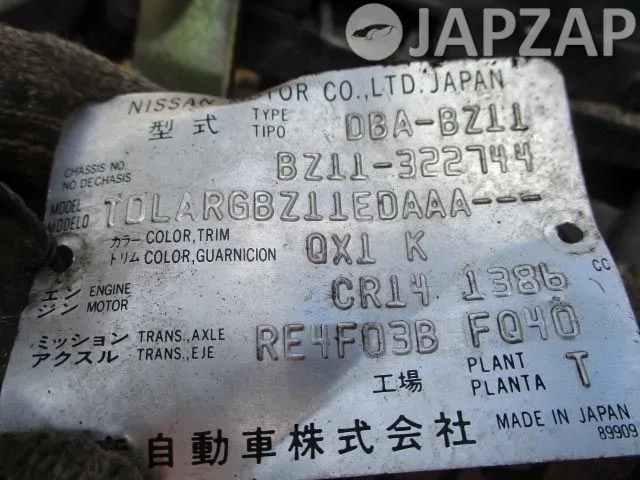 JAPZAP
NISSAN MOTOR CO.,LTD.JAPAN
型式 TYPE TIPO DBA-BZ11
CHASSIS NO. NO DECHASIS BZ11-322744
MODEL MODELO TDLARGBZ11EDAAA---
カラー COLOR,TRIM
トリム COLOR,GUARNICION QX1 K
エンジン ENGINE MOTOR CR14 1386 CC
ミッション TRANS.,AXLE
アクスル TRANS.,EJE RE4F03B FQ40
工場 PLANT PLANTA T
自動車株式会社 MADE IN JAPAN
89909